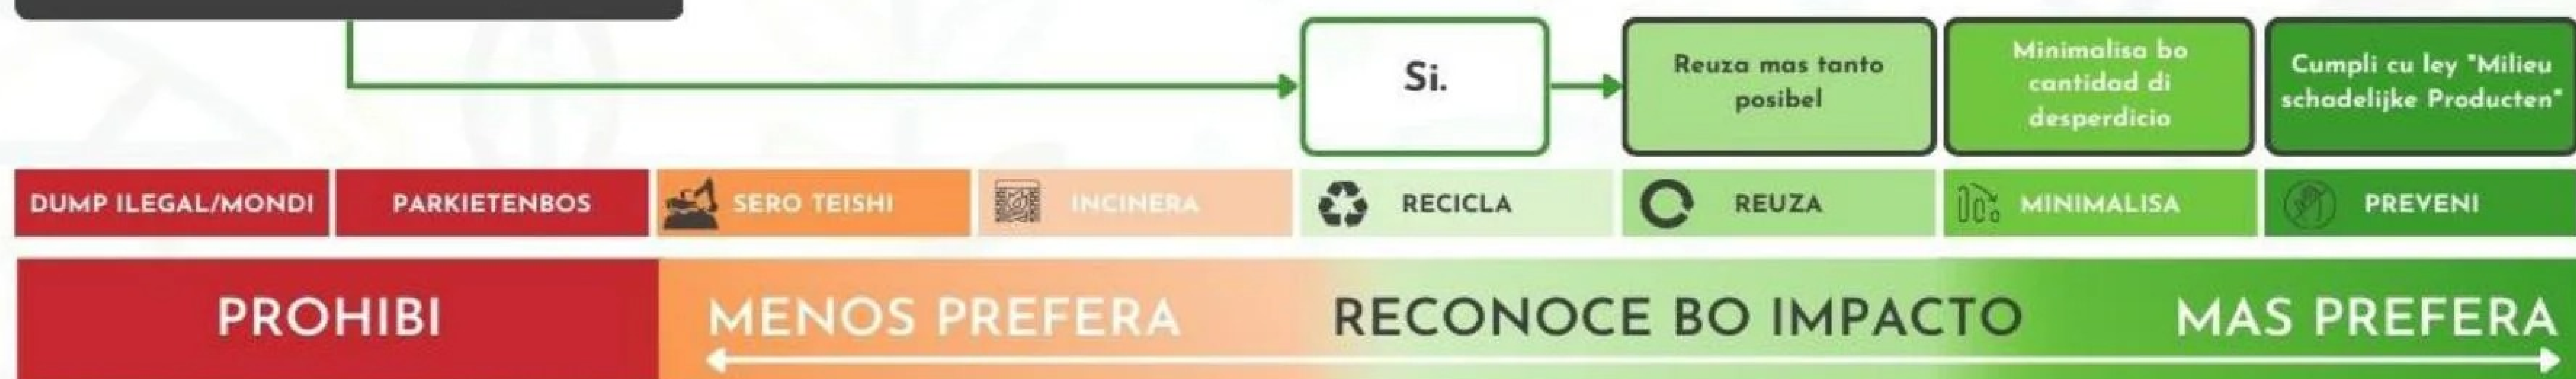 Si.
Reuza mas tanto
posibel
Minimalisa bo
cantidad di
desperdicio
Cumpli cu ley "Milieu
schadelijke Producten"
DUMP ILEGAL/MONDI
PARKIETENBOS
SERO TEISHI
INCINERA
RECICLA
REUZA
MINIMALISA
PREVENI
PROHIBI
MENOS PREFERA
RECONOCE BO IMPACTO
MAS PREFERA